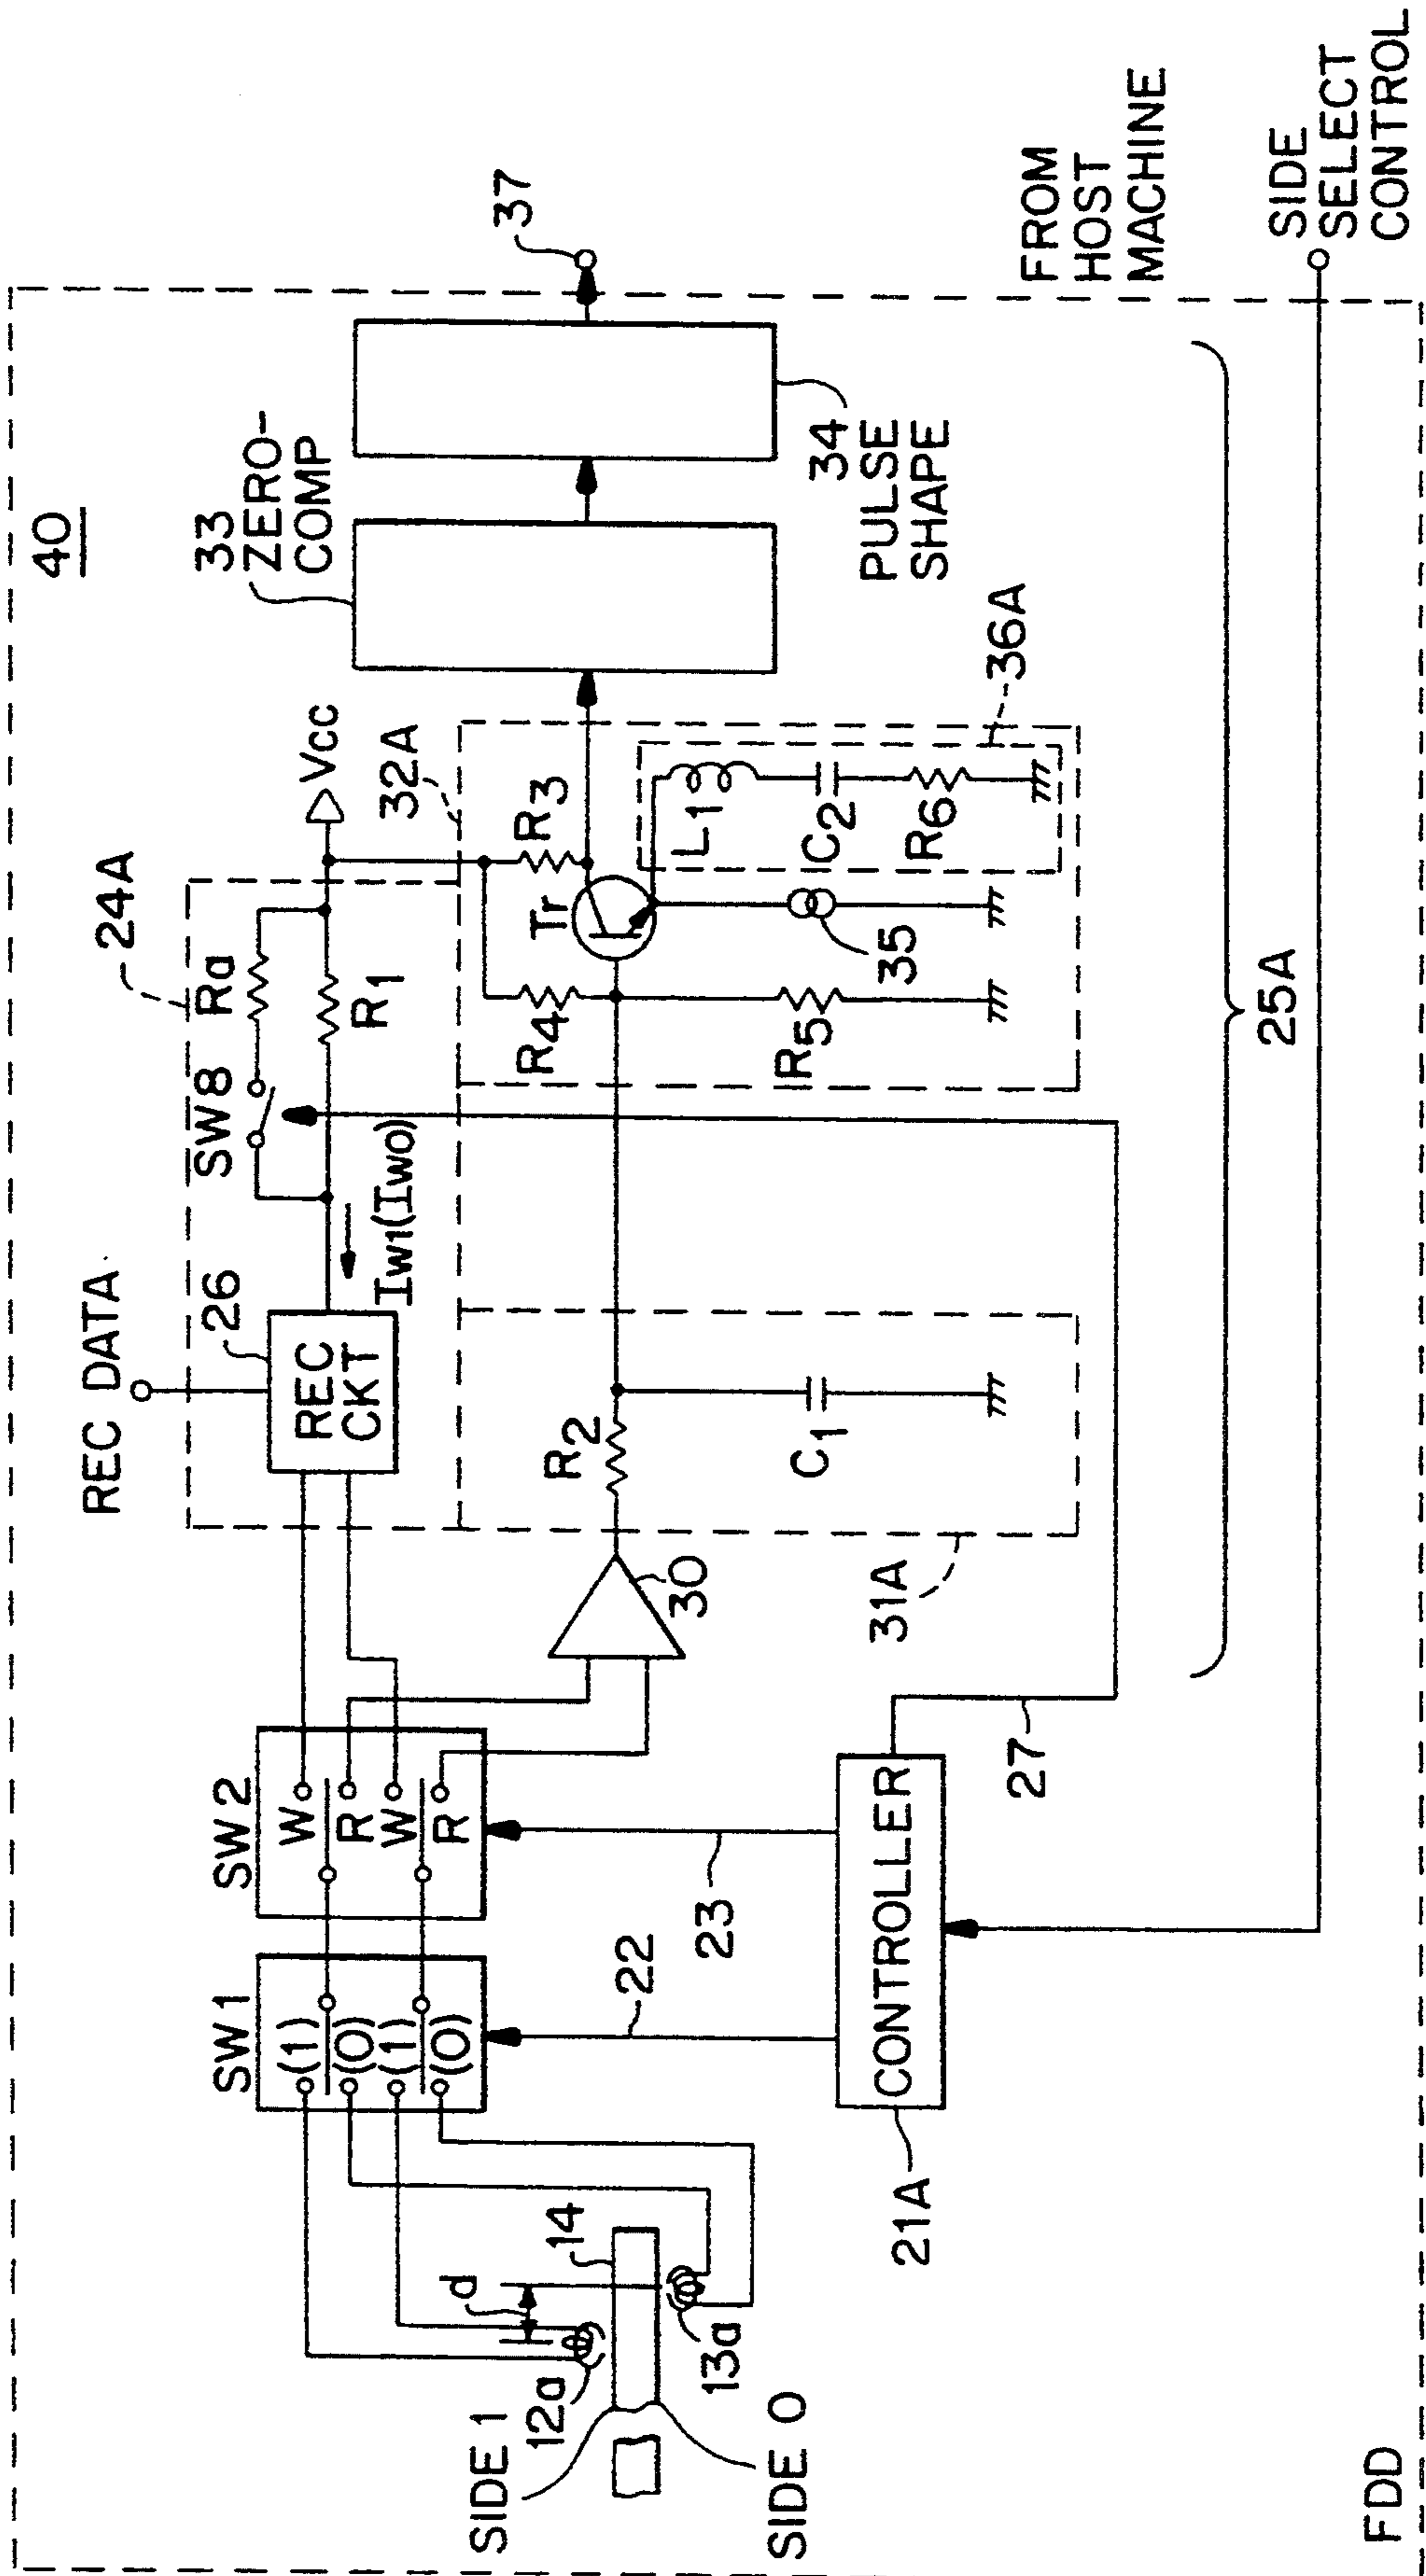 40
REC DATA
24A
SW8
Ra
R1
Vcc
26
REC
CKT
Iw1(Iw0)
32A
33
ZERO-
COMP
37
SW1
(1)
(0)
(1)
(0)
SW2
W
R
W
R
30
R2
C1
31A
R4
R5
Tr
R3
35
L1
C2
R6
36A
34
PULSE
SHAPE
SIDE 1
12a
d
14
13a
SIDE 0
22
23
27
21A
CONTROLLER
25A
FROM
HOST
MACHINE
SIDE
SELECT
CONTROL
FDD